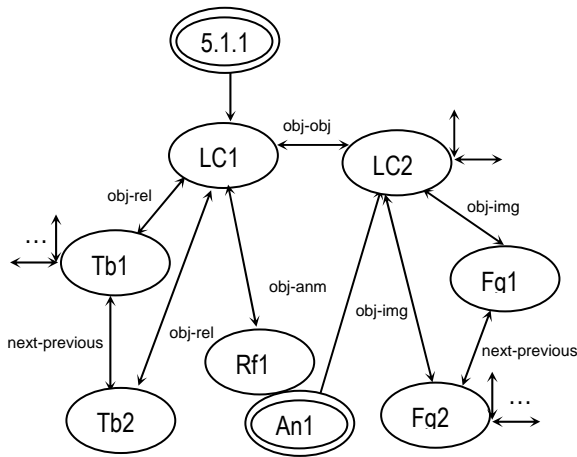 5.1.1
obj-obj
LC1
LC2
obj-rel
obj-img
...
Tb1
Fg1
obj-anm
obj-img
obj-rel
next-previous
next-previous
Rf1
...
Tb2
An1
Fg2